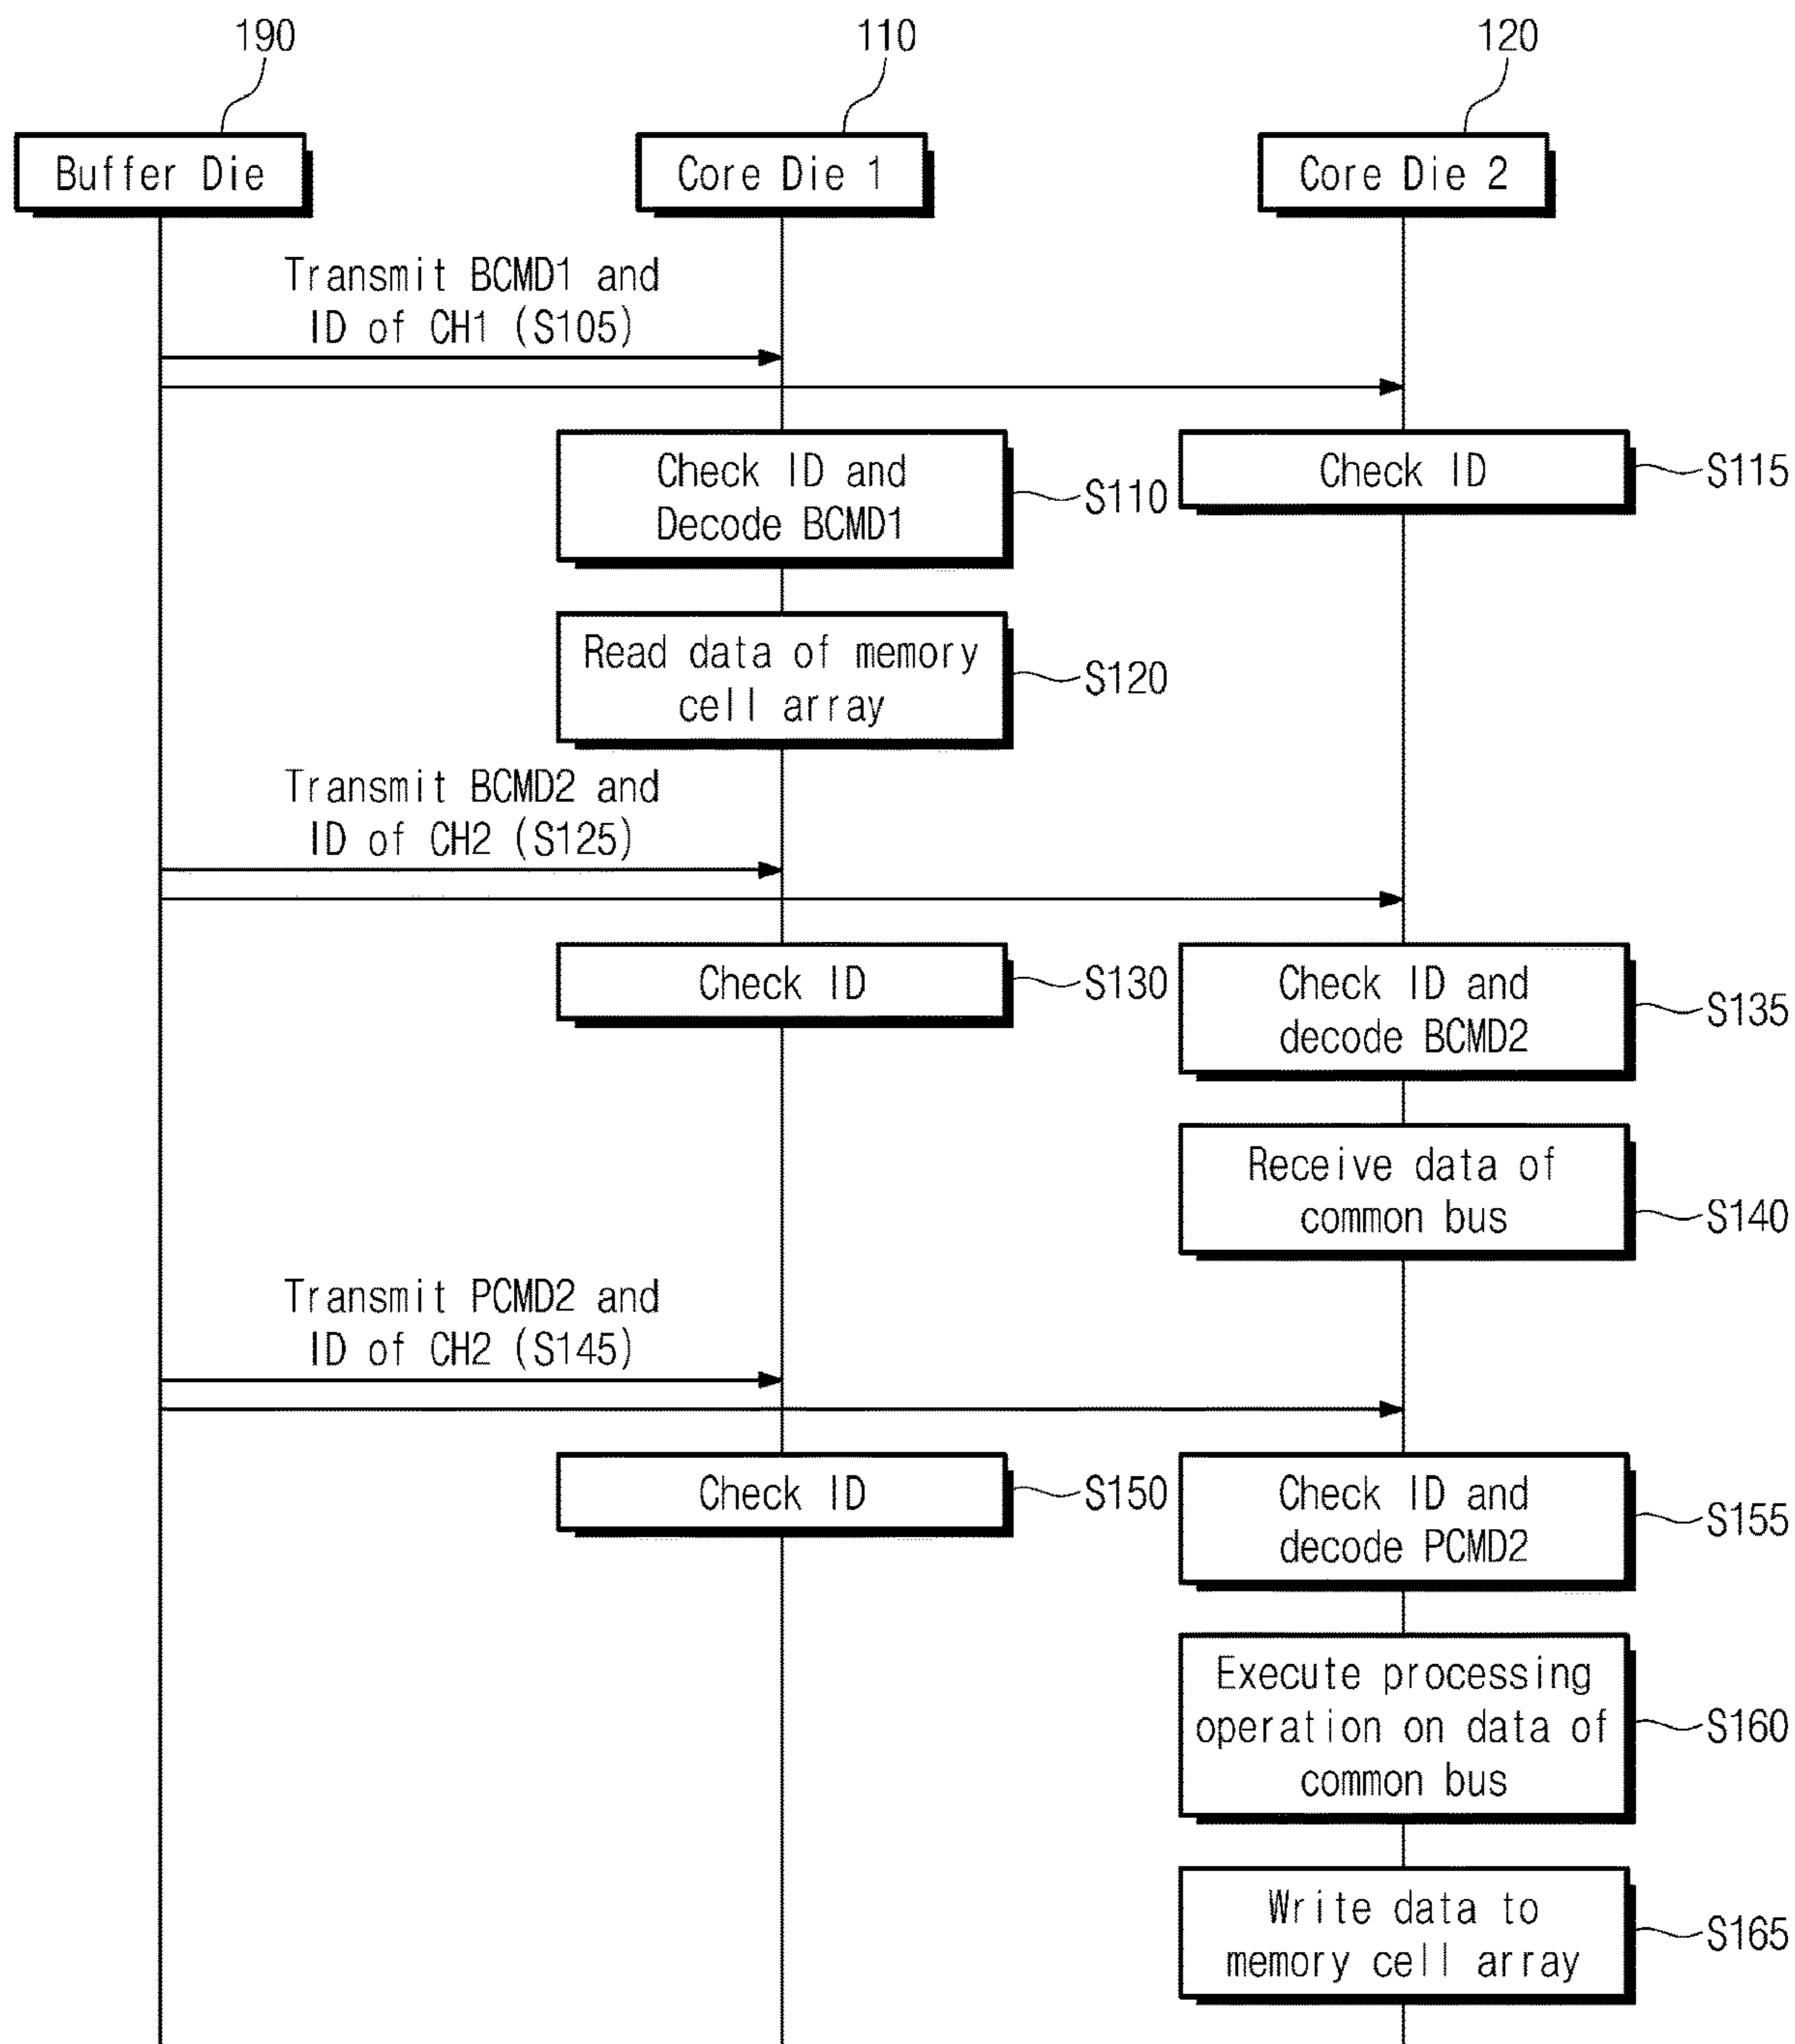 190
110
120
Buffer Die
Core Die 1
Core Die 2
Transmit BCMD1 and
ID of CH1 (S105)
Check ID and
Decode BCMD1
S110
Check ID
S115
Read data of memory
cell array
S120
Transmit BCMD2 and
ID of CH2 (S125)
Check ID
S130
Check ID and
decode BCMD2
S135
Receive data of
common bus
S140
Transmit PCMD2 and
ID of CH2 (S145)
Check ID
S150
Check ID and
decode PCMD2
S155
Execute processing
operation on data of
common bus
S160
Write data to
memory cell array
S165